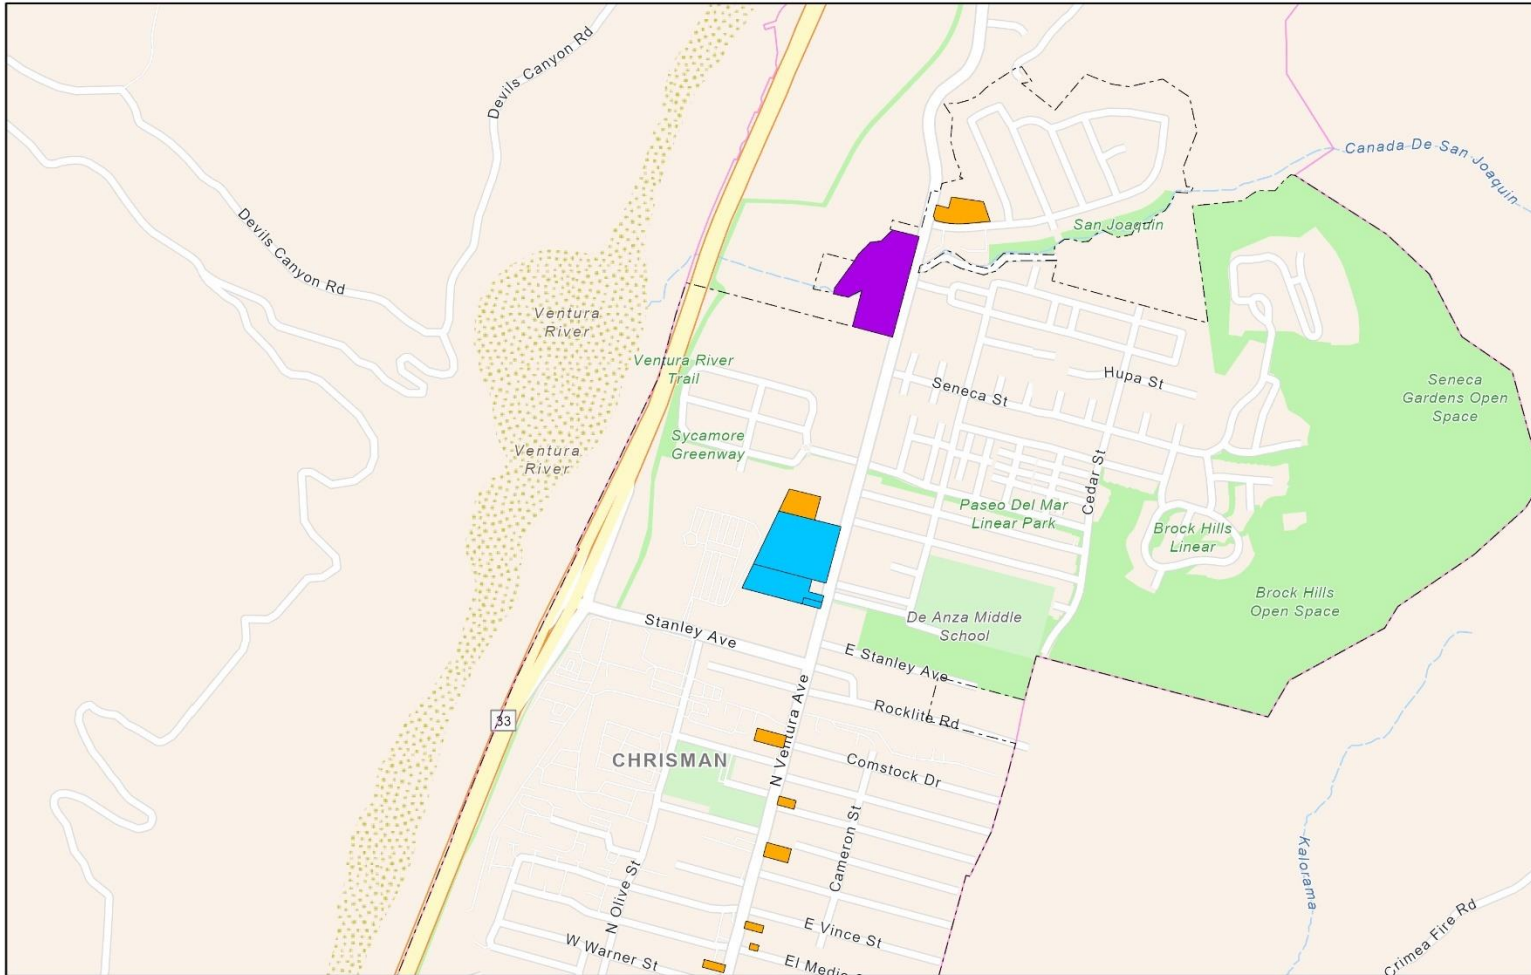 Devils Canyon Rd
Canada De San Joaquin
Devils Canyon Rd
San Joaquin
Ventura
River
Ventura River
Trail
Hupa St
Seneca St
Seneca
Gardens Open
Space
Sycamore
Greenway
Ventura
River
Cedar St
Paseo Del Mar
Linear Park
Brock Hills
Linear
Brock Hills
Open Space
De Anza Middle
School
Stanley Ave
E Stanley Ave
Rocklite Rd
33
N Ventura Ave
CHRISMAN
Comstock Dr
Cameron St
Kalorama
N Olive St
E Vince St
W Warner St
El Medio
Crimea Fire Rd